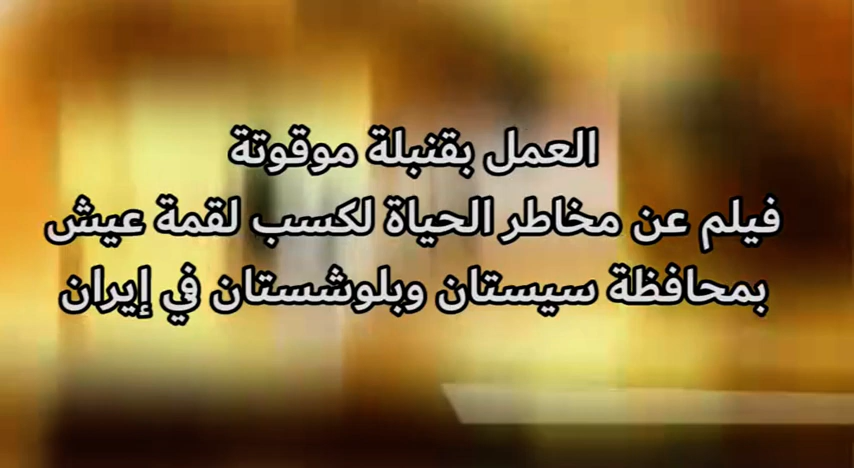 العمل بقنبلة موقوتة
فيلم عن مخاطر الحياة لكسب لقمة عيش
بمحافظة سيستان وبلوشستان في إيران